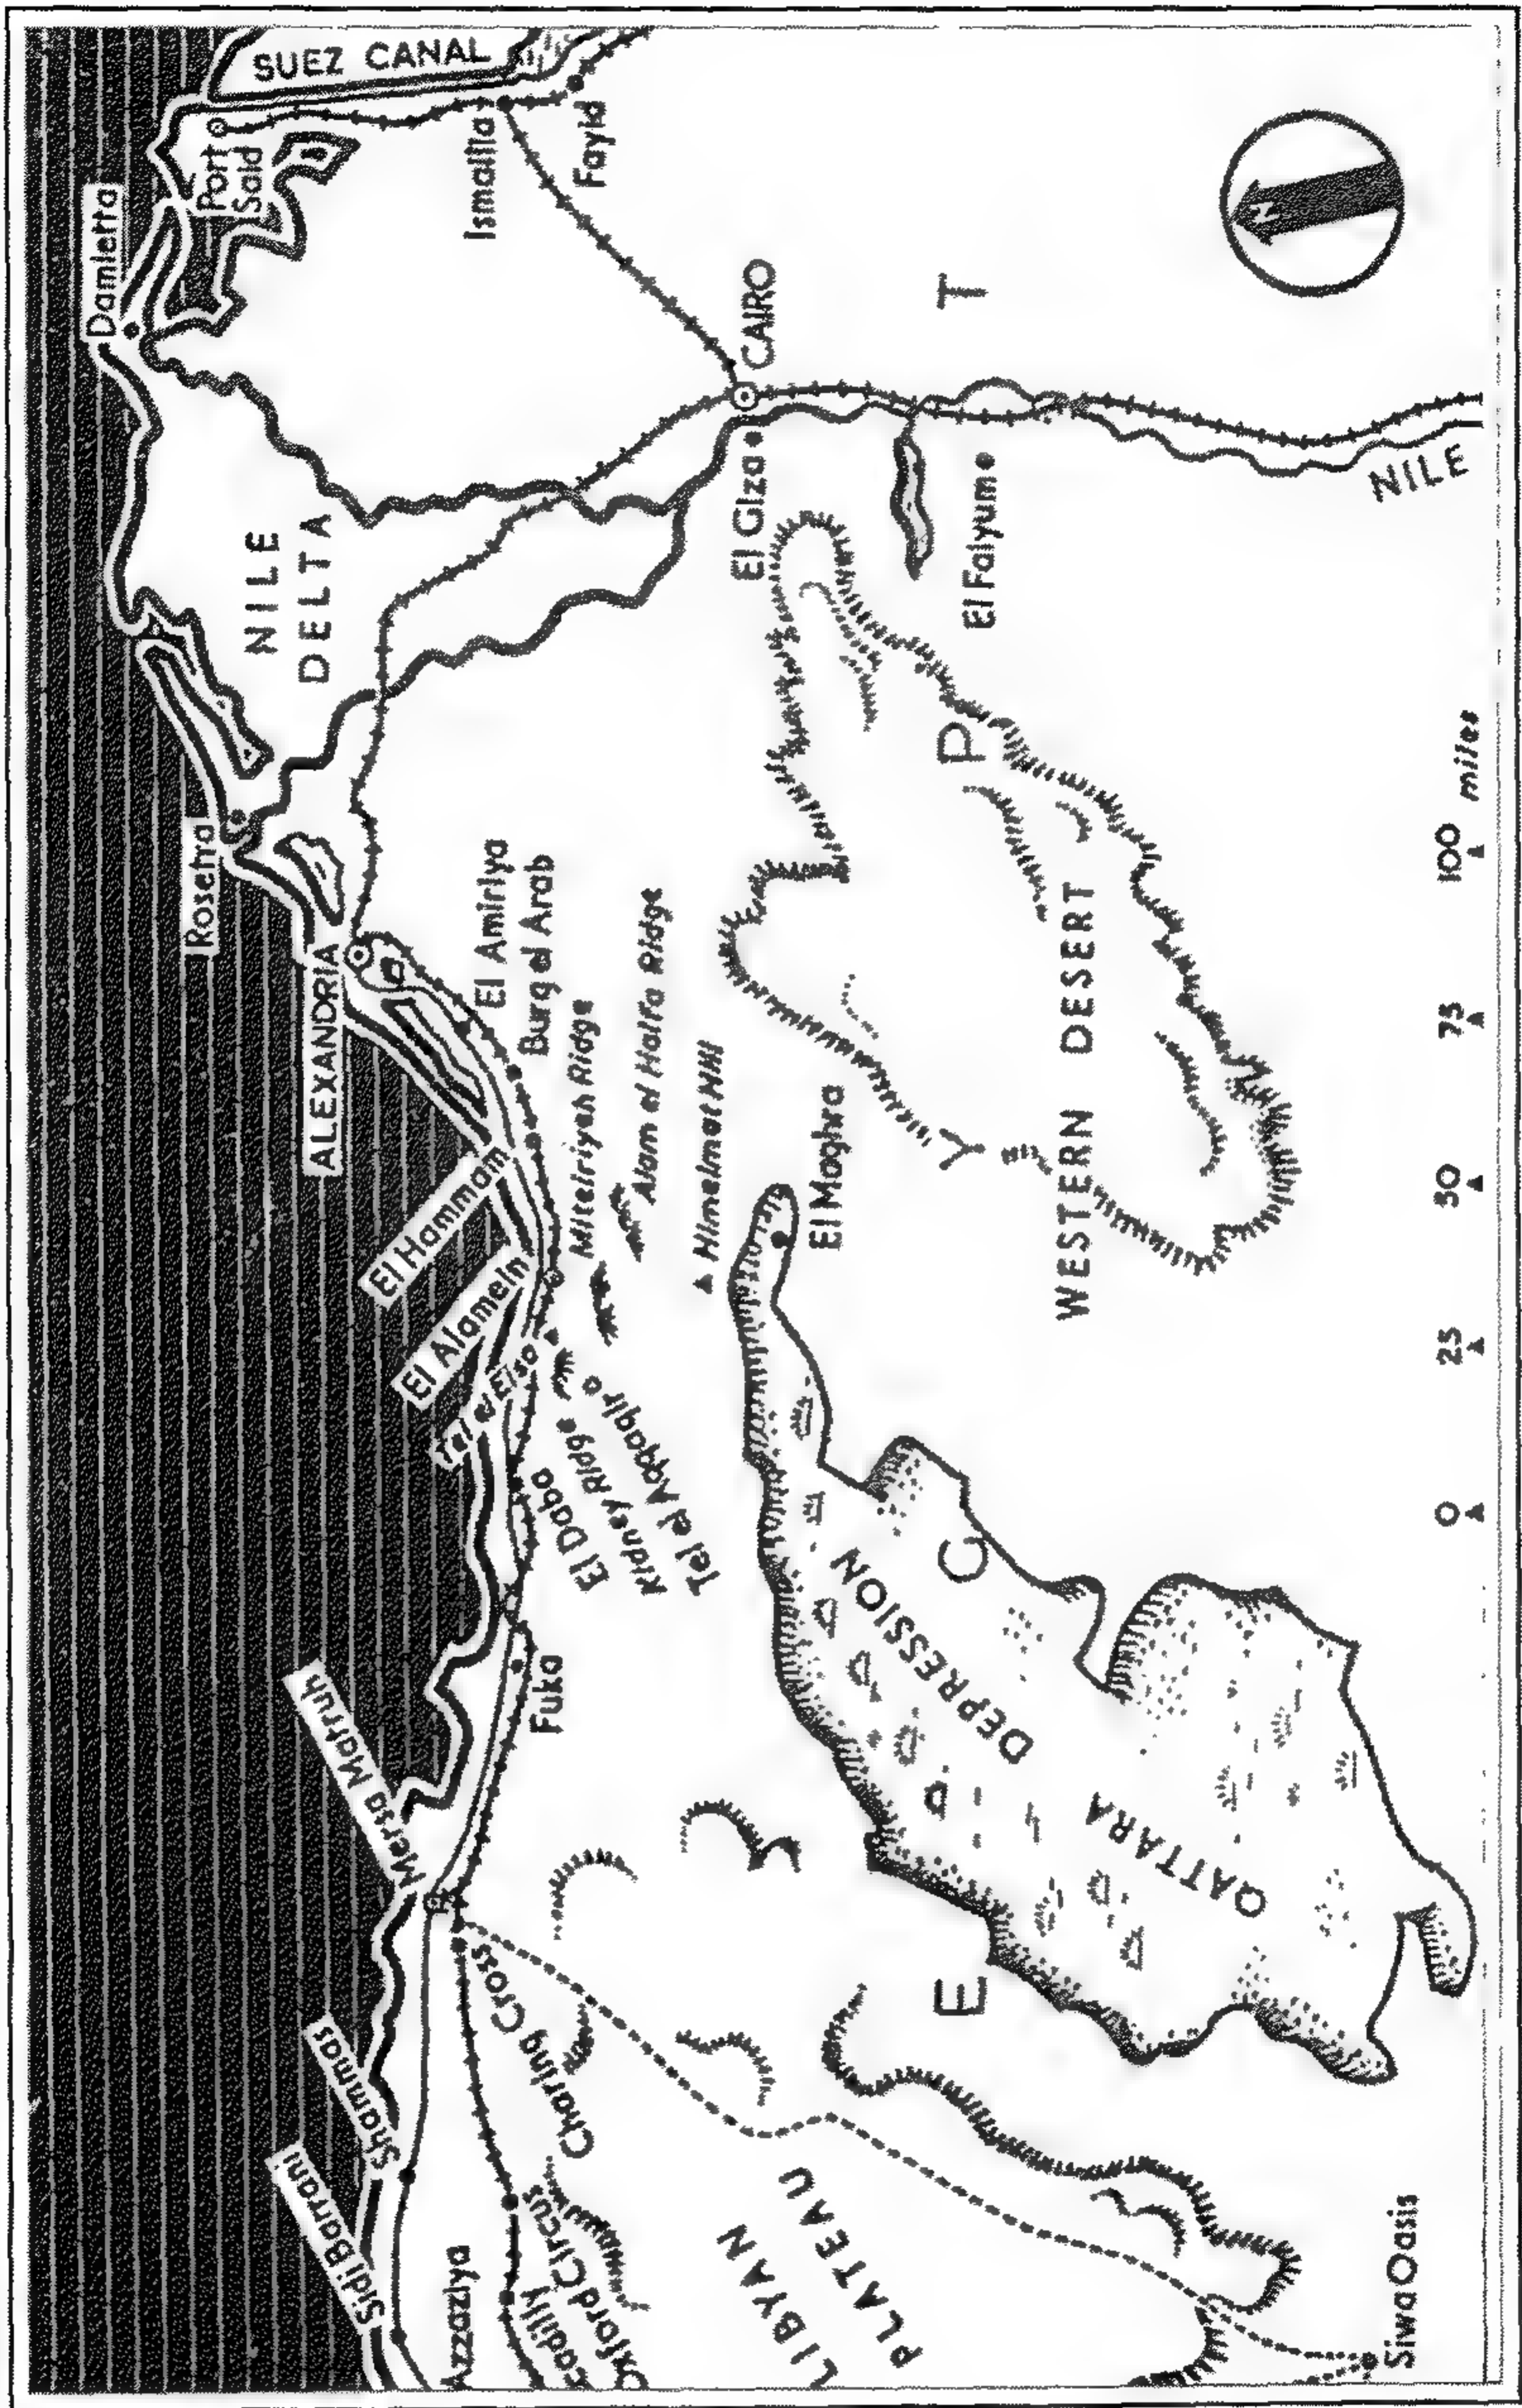 SUEZ CANAL
Port
Said
Damietta
Ismailia
Fayid
CAIRO
El Giza
El Faiyum
NILE
NILE
DELTA
Rosetta
ALEXANDRIA
El Amiriya
Burg el Arab
Miteiriyah Ridge
Alam el Halfa Ridge
Himeimat Hill
El Maghra
El Hammam
El Alamein
Tel el Eisa
El Daba
Kidney Ridge
Tel el Aqqaqir
Fuka
Mersa Matruh
Charing Cross
Shammas
Sidi Barrani
Azzaziya
ccadilly
Oxford Circus
LIBYAN
PLATEAU
QATTARA DEPRESSION
WESTERN DESERT
Siwa Oasis
E G Y P T
N
0 25 50 75 100 miles